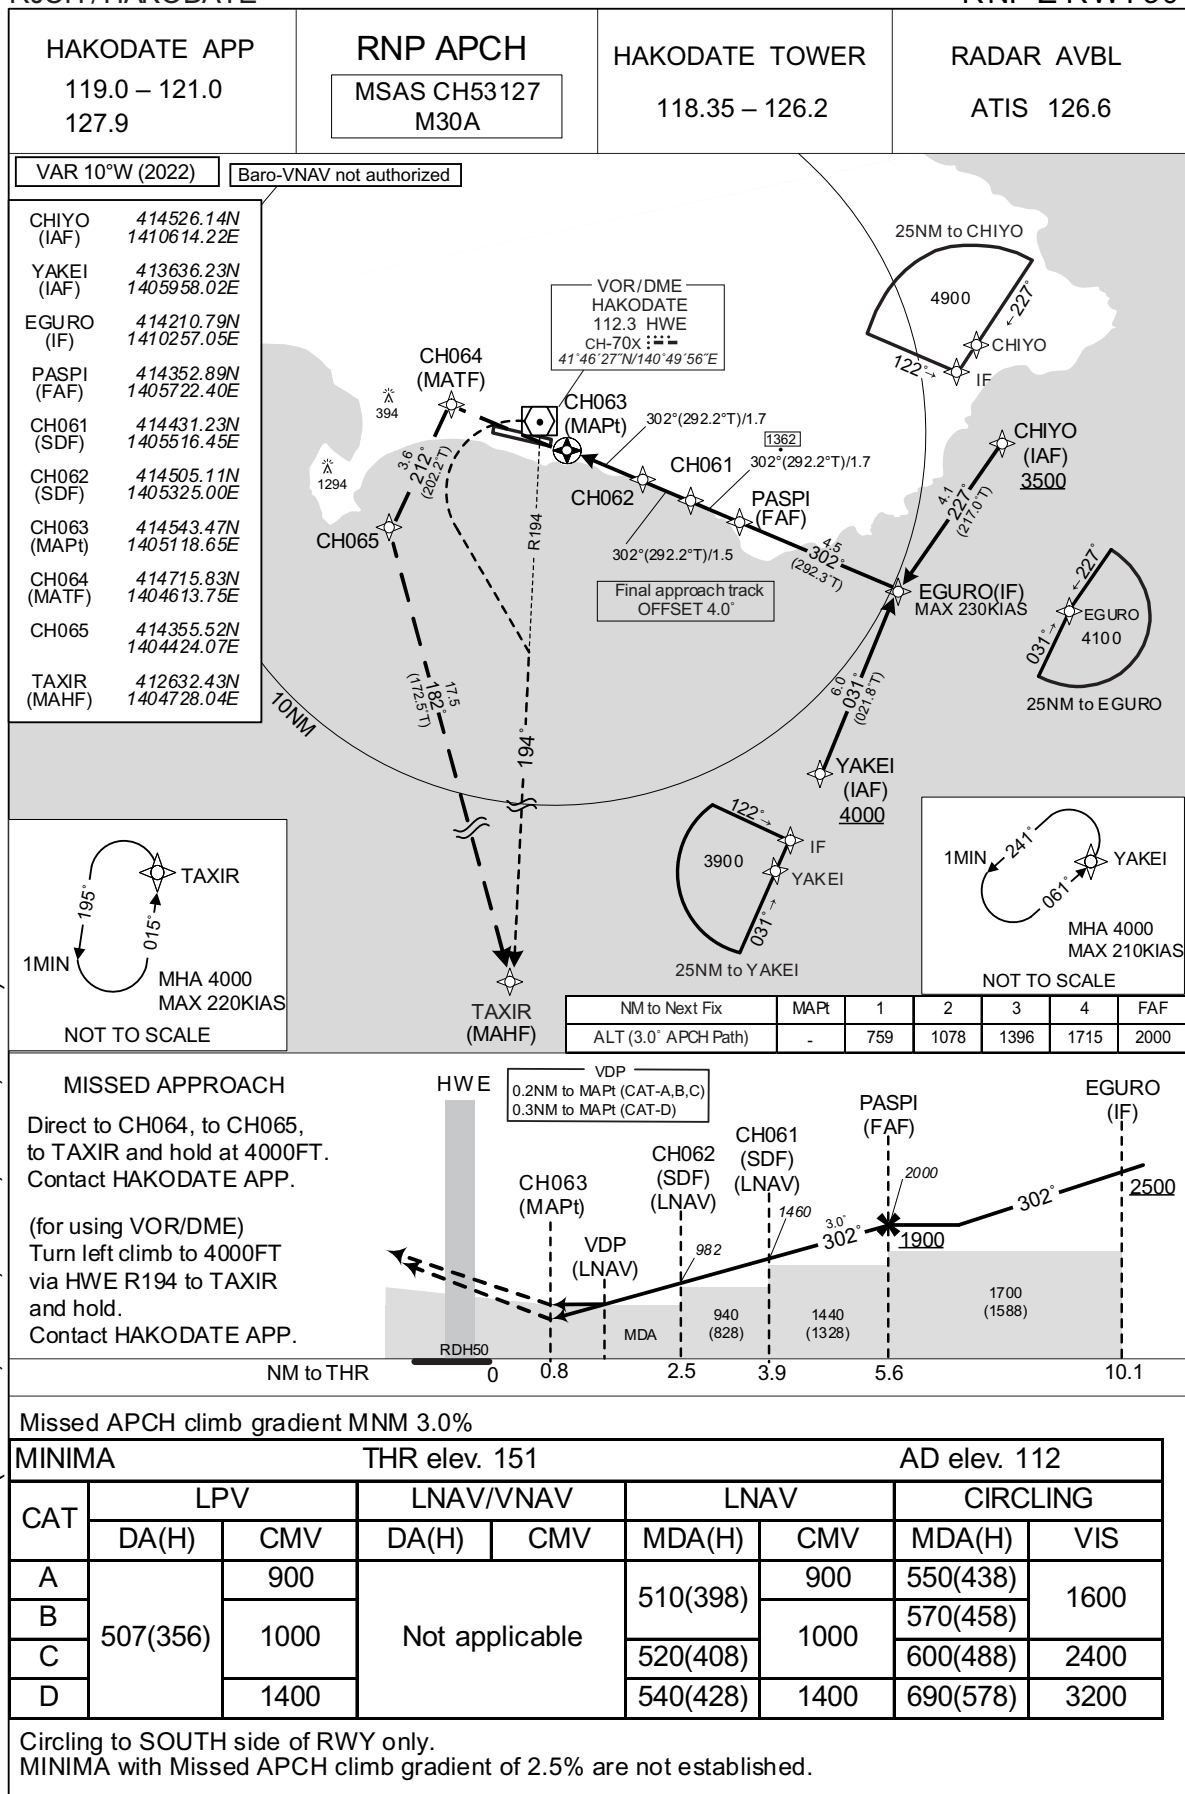 HAKODATE APP
119.0 – 121.0
127.9
RNP APCH
MSAS CH53127
M30A
HAKODATE TOWER
118.35 – 126.2
RADAR AVBL
ATIS 126.6
VAR 10°W (2022)
Baro-VNAV not authorized
CHIYO 414526.14N
(IAF) 1410614.22E
YAKEI 413636.23N
(IAF) 1405958.02E
EGURO 414210.79N
(IF) 1410257.05E
PASPI 414352.89N
(FAF) 1405722.40E
CH061 414431.23N
(SDF) 1405516.45E
CH062 414505.11N
(SDF) 1405325.00E
CH063 414543.47N
(MAPt) 1405118.65E
CH064 414715.83N
(MATF) 1404613.75E
CH065 414355.52N
1404424.07E
TAXIR 412632.43N
(MAHF) 1404728.04E
VOR/DME
HAKODATE
112.3 HWE
CH-70X
41°46′27″N/140°49′56″E
25NM to CHIYO
4900
←227°
122°→
CHIYO
IF
CH064
(MATF)
394
1294
CH063
(MAPt)
302°(292.2°T)/1.7
1362
CH061
302°(292.2°T)/1.7
CH062
PASPI
(FAF)
302°(292.2°T)/1.5
CHIYO
(IAF)
3500
4.1
227°
(217.0°T)
3.6
212°
(202.2°T)
CH065
R194
4.5
302°
(292.3°T)
Final approach track
OFFSET 4.0°
EGURO(IF)
MAX 230KIAS
←227°
EGURO
4100
031°→
25NM to EGURO
17.5
182°
(172.5°T)
10NM
194°
6.0
031°
(021.8°T)
YAKEI
(IAF)
4000
122°→
IF
3900
YAKEI
031°→
25NM to YAKEI
TAXIR
195°
015°
1MIN
MHA 4000
MAX 220KIAS
NOT TO SCALE
1MIN
241°
YAKEI
061°
MHA 4000
MAX 210KIAS
NOT TO SCALE
TAXIR
(MAHF)
NM to Next Fix MAPt 1 2 3 4 FAF
ALT (3.0° APCH Path) - 759 1078 1396 1715 2000
MISSED APPROACH
Direct to CH064, to CH065,
to TAXIR and hold at 4000FT.
Contact HAKODATE APP.
(for using VOR/DME)
Turn left climb to 4000FT
via HWE R194 to TAXIR
and hold.
Contact HAKODATE APP.
HWE
VDP
0.2NM to MAPt (CAT-A,B,C)
0.3NM to MAPt (CAT-D)
EGURO
(IF)
PASPI
(FAF)
CH061
(SDF)
(LNAV)
CH062
(SDF)
(LNAV)
CH063
(MAPt)
VDP
(LNAV)
2000
2500
302°
1460
3.0°
302°
1900
982
1700
(1588)
1440
(1328)
940
(828)
MDA
RDH50
NM to THR 0 0.8 2.5 3.9 5.6 10.1
Missed APCH climb gradient MNM 3.0%
MINIMA THR elev. 151 AD elev. 112
CAT LPV LNAV/VNAV LNAV CIRCLING
DA(H) CMV DA(H) CMV MDA(H) CMV MDA(H) VIS
A 507(356) 900 Not applicable 510(398) 900 550(438) 1600
B 1000 1000 570(458)
C 520(408) 600(488) 2400
D 1400 540(428) 1400 690(578) 3200
Circling to SOUTH side of RWY only.
MINIMA with Missed APCH climb gradient of 2.5% are not established.